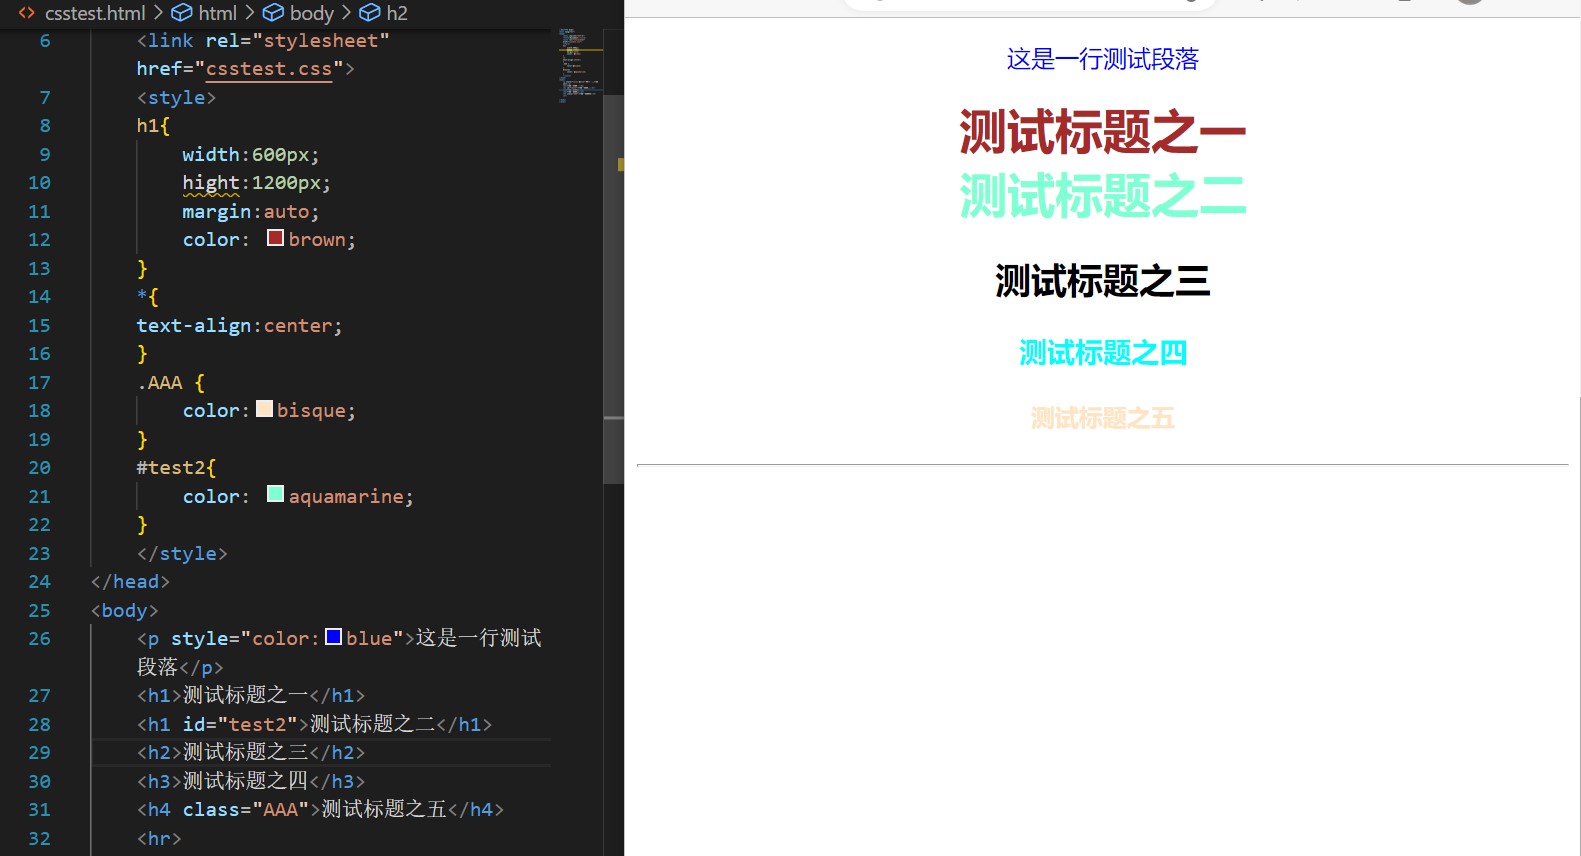 csstest.html > html > body > h2
6 <link rel="stylesheet"
href="csstest.css">
7 <style>
8 h1{
9 width:600px;
10 hight:1200px;
11 margin:auto;
12 color: brown;
13 }
14 *{
15 text-align:center;
16 }
17 .AAA {
18 color: bisque;
19 }
20 #test2{
21 color: aquamarine;
22 }
23 </style>
24 </head>
25 <body>
26 <p style="color: blue">这是一行测试
段落</p>
27 <h1>测试标题之一</h1>
28 <h1 id="test2">测试标题之二</h1>
29 <h2>测试标题之三</h2>
30 <h3>测试标题之四</h3>
31 <h4 class="AAA">测试标题之五</h4>
32 <hr>
这是一行测试段落
测试标题之一
测试标题之二
测试标题之三
测试标题之四
测试标题之五